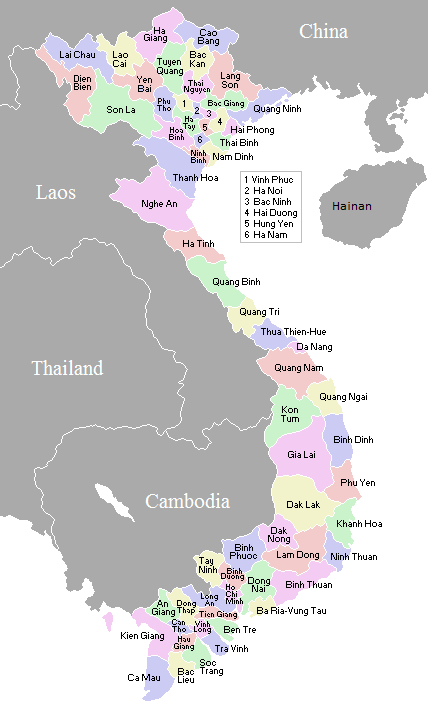 China
Ha
Giang
Cao
Bang
Lai Chau
Lao
Cai
Tuyen
Quang
Bac
Kan
Dien
Bien
Yen
Bai
Thai
Nguyen
Lang
Son
Son La
Phu
Tho
1
2
3
4
5
6
Bac Giang
Quang Ninh
Ha
Tay
Hoa
Binh
Hai Phong
Thai Binh
Ninh
Binh
Nam Dinh
Thanh Hoa
1 Vinh Phuc
2 Ha Noi
3 Bac Ninh
4 Hai Duong
5 Hung Yen
6 Ha Nam
Laos
Nghe An
Hainan
Ha Tinh
Quang Binh
Quang Tri
Thua Thien-Hue
Da Nang
Thailand
Quang Nam
Quang Ngai
Kon
Tum
Binh Dinh
Gia Lai
Phu Yen
Cambodia
Dak Lak
Khanh Hoa
Dak
Nong
Binh
Phuoc
Lam Dong
Ninh Thuan
Tay
Ninh
Binh
Duong
Dong
Nai
Binh Thuan
Ho
Chi
Minh
Long
An
Ba Ria-Vung Tau
An
Giang
Dong
Thap
Tien Giang
Can
Tho
Vinh
Long
Ben Tre
Kien Giang
Hau
Giang
Tra Vinh
Soc
Trang
Bac
Lieu
Ca Mau